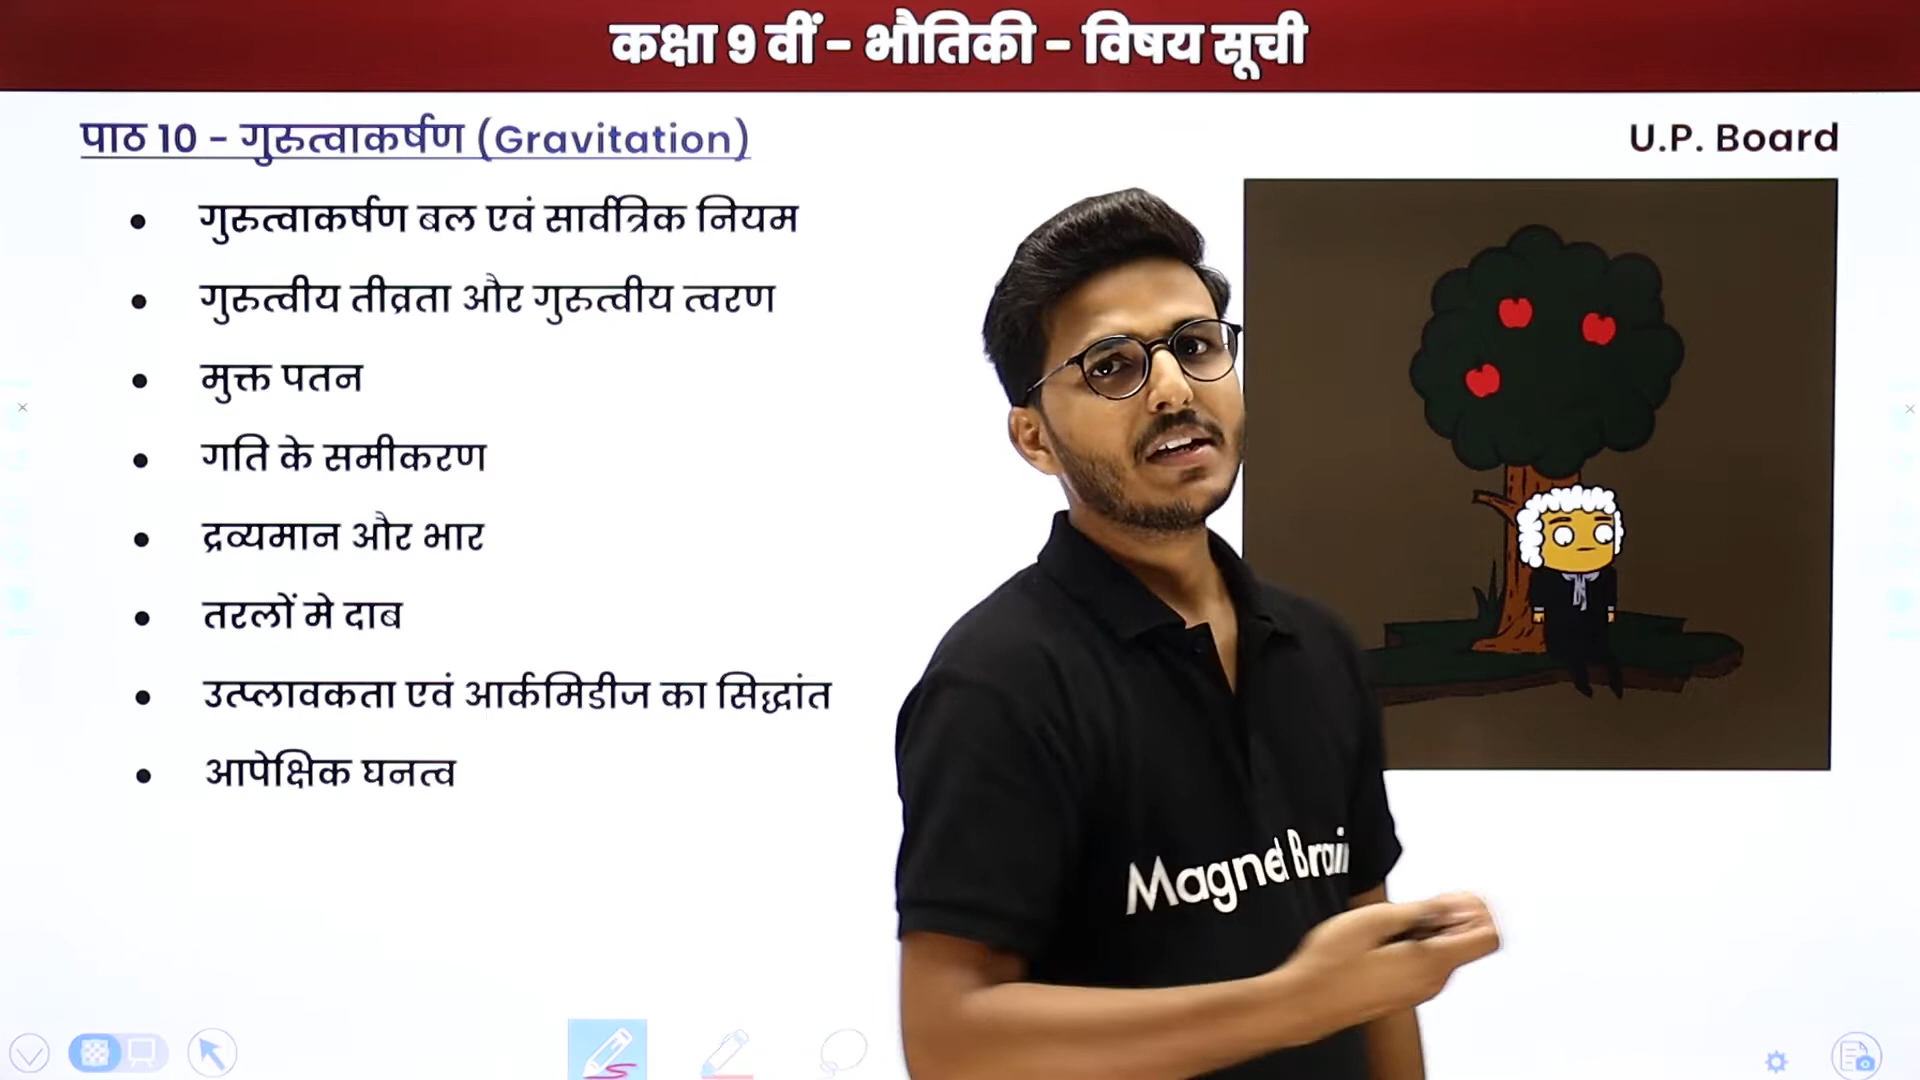 कक्षा 9 वीं - भौतिकी - विषय सूची
पाठ 10 - गुरुत्वाकर्षण (Gravitation)
U.P. Board
• गुरुत्वाकर्षण बल एवं सार्वत्रिक नियम
• गुरुत्वीय तीव्रता और गुरुत्वीय त्वरण
• मुक्त पतन
• गति के समीकरण
• द्रव्यमान और भार
• तरलों मे दाब
• उत्प्लावकता एवं आर्कमिडीज का सिद्धांत
• आपेक्षिक घनत्व
Magnet Brain